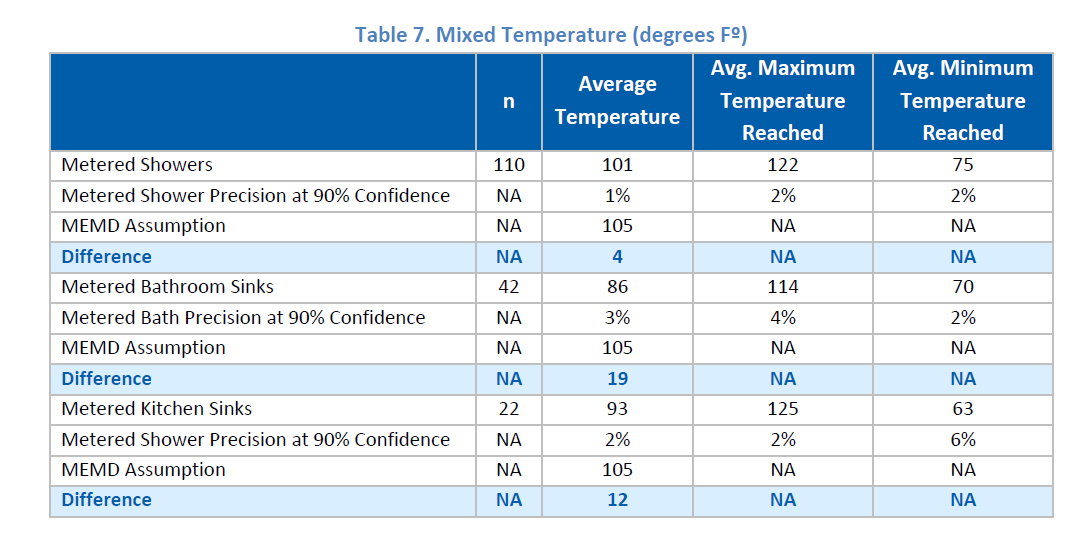 Table 7. Mixed Temperature (degrees Fº)
n Average Temperature Avg. Maximum Temperature Reached Avg. Minimum Temperature Reached
Metered Showers 110 101 122 75
Metered Shower Precision at 90% Confidence NA 1% 2% 2%
MEMD Assumption NA 105 NA NA
Difference NA 4 NA NA
Metered Bathroom Sinks 42 86 114 70
Metered Bath Precision at 90% Confidence NA 3% 4% 2%
MEMD Assumption NA 105 NA NA
Difference NA 19 NA NA
Metered Kitchen Sinks 22 93 125 63
Metered Shower Precision at 90% Confidence NA 2% 2% 6%
MEMD Assumption NA 105 NA NA
Difference NA 12 NA NA